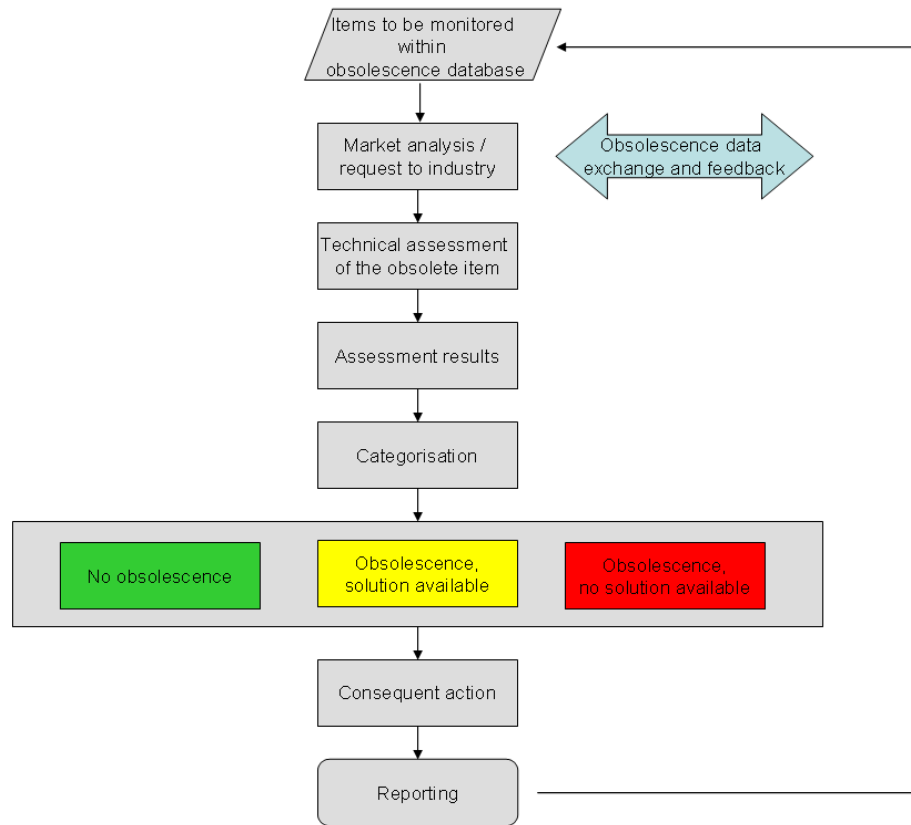 Items to be monitored
within
obsolescence database
Market analysis /
request to industry
Obsolescence data
exchange and feedback
Technical assessment
of the obsolete item
Assessment results
Categorisation
No obsolescence
Obsolescence,
solution available
Obsolescence,
no solution available
Consequent action
Reporting